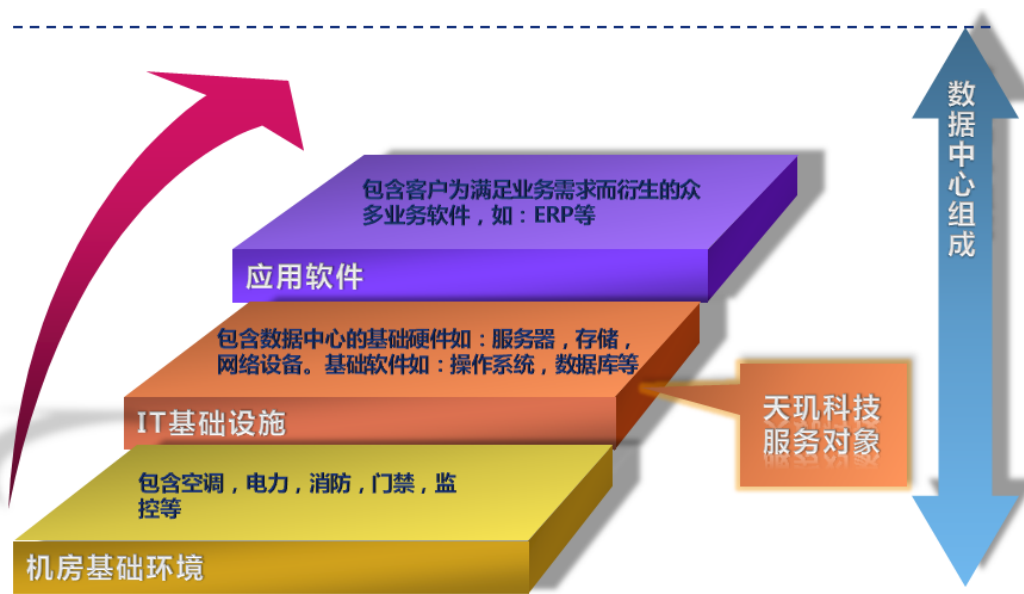 包含客户为满足业务需求而衍生的众
多业务软件，如：ERP等
应用软件
包含数据中心的基础硬件如：服务器，存储，
网络设备。基础软件如：操作系统，数据库等
IT基础设施
包含空调，电力，消防，门禁，监
控等
机房基础环境
天玑科技
服务对象
数据中心组成